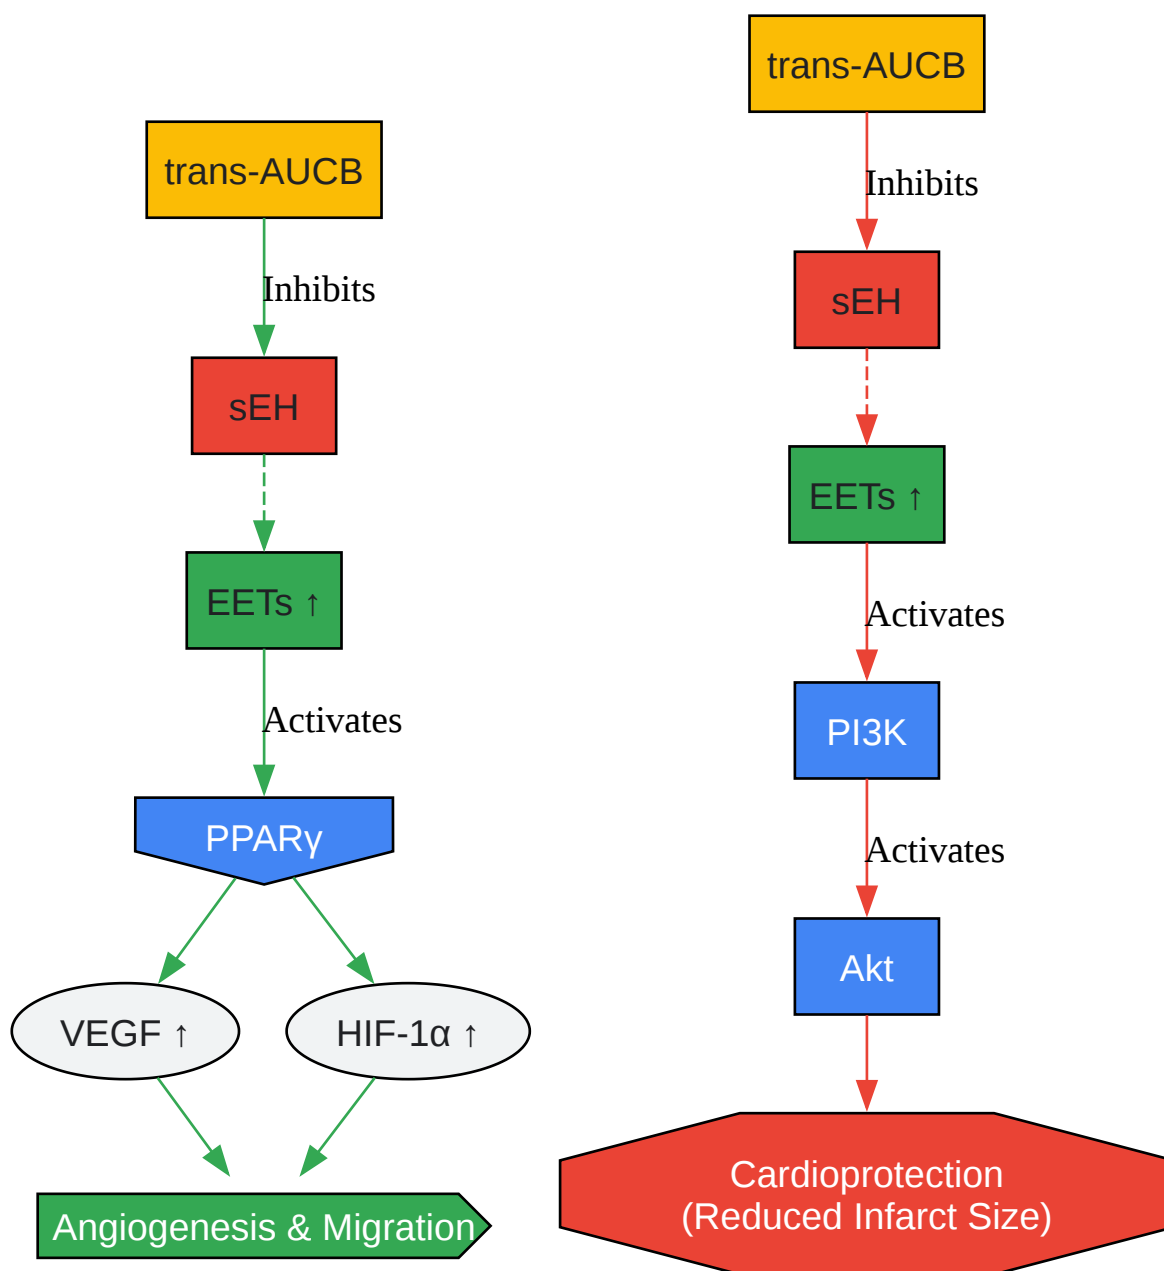 trans-AUCB
Inhibits
sEH
EETs ↑
Activates
PPARγ
VEGF ↑
HIF-1α ↑
Angiogenesis & Migration
trans-AUCB
Inhibits
sEH
EETs ↑
Activates
PI3K
Activates
Akt
Cardioprotection
(Reduced Infarct Size)